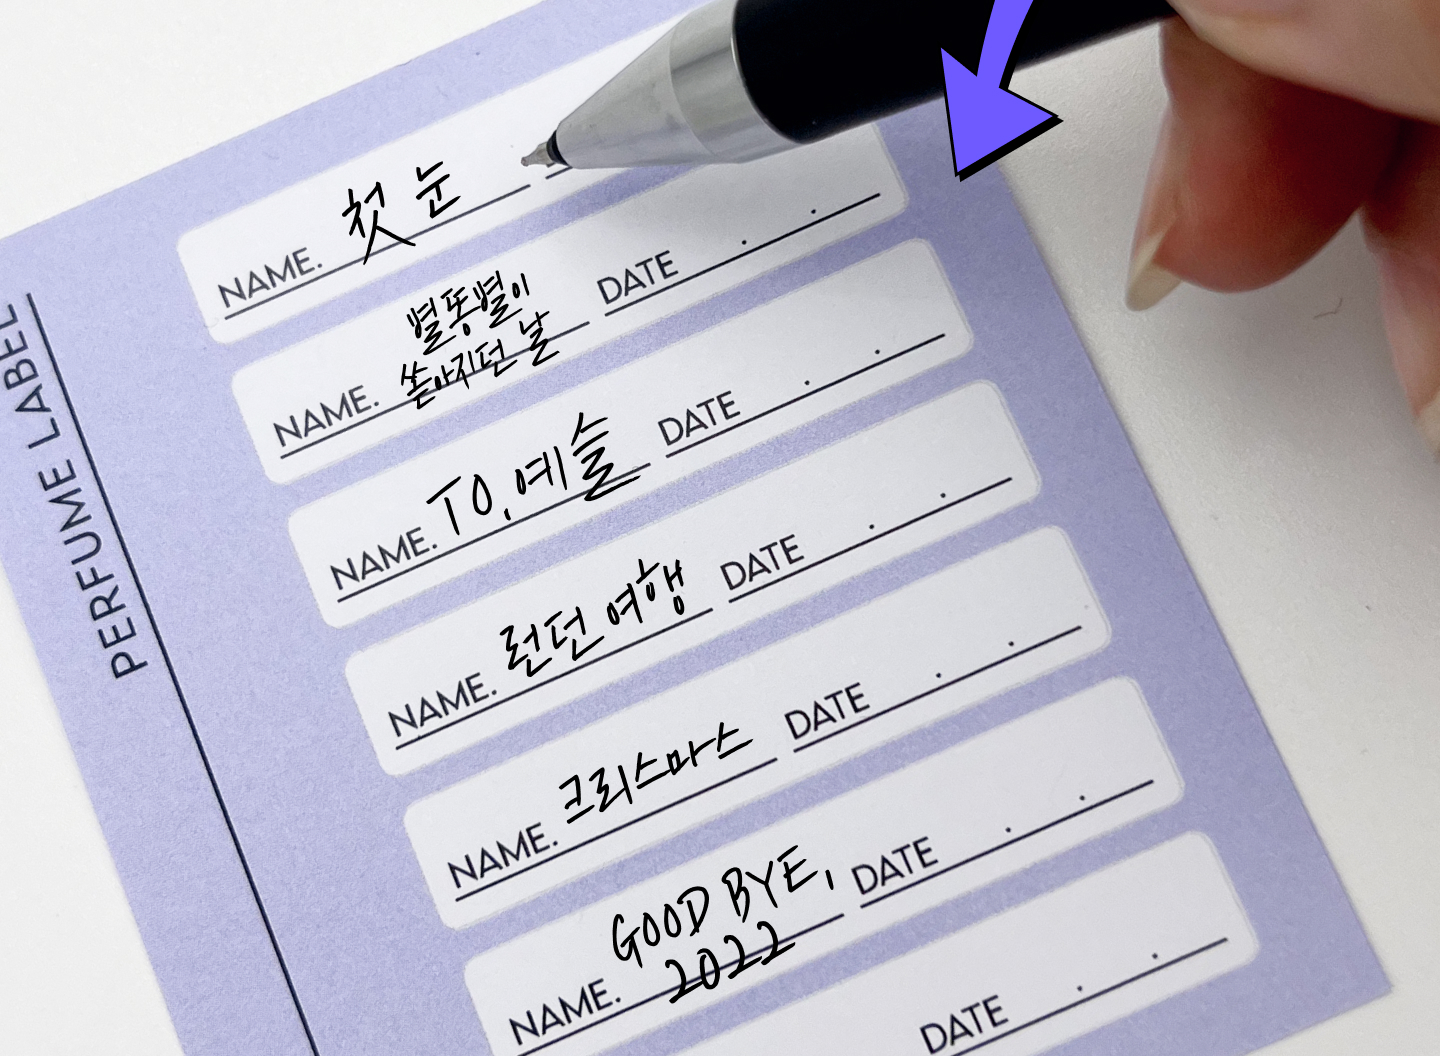 PERFUME LABEL
NAME. 첫 눈
NAME. 별똥별이
쏟아지던 날
DATE . .
NAME. TO. 예슬
DATE . .
NAME. 런던 여행
DATE . .
NAME. 크리스마스
DATE . .
NAME. GOOD BYE,
2022
DATE . .
DATE . .